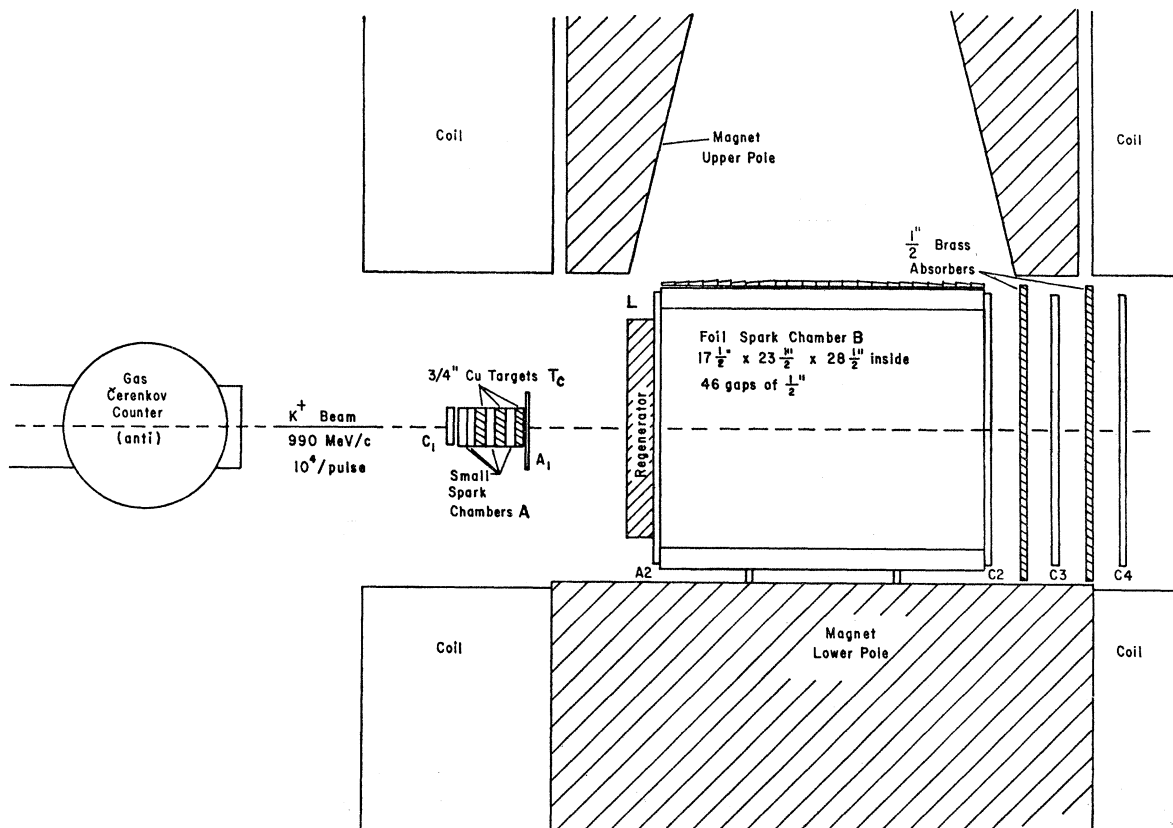 Coil
Magnet
Upper Pole
Coil
1/2" Brass
Absorbers
L
Foil Spark Chamber B
17 1/2" x 23 1/2" x 28 1/2" inside
46 gaps of 1/2"
Gas
Čerenkov
Counter
(anti)
K+ Beam
990 MeV/c
10^4/pulse
3/4" Cu Targets Tc
C1
A1
Small
Spark
Chambers A
Regenerator
A2
C2
C3
C4
Coil
Magnet
Lower Pole
Coil